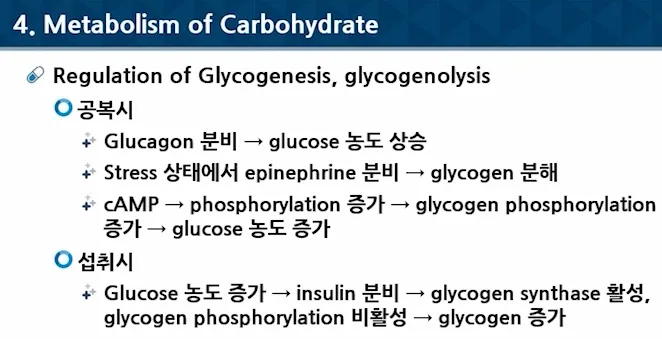 4. Metabolism of Carbohydrate
Regulation of Glycogenesis, glycogenolysis
공복시
Glucagon 분비 → glucose 농도 상승
Stress 상태에서 epinephrine 분비 → glycogen 분해
cAMP → phosphorylation 증가 → glycogen phosphorylation
증가 → glucose 농도 증가
섭취시
Glucose 농도 증가 → insulin 분비 → glycogen synthase 활성,
glycogen phosphorylation 비활성 → glycogen 증가